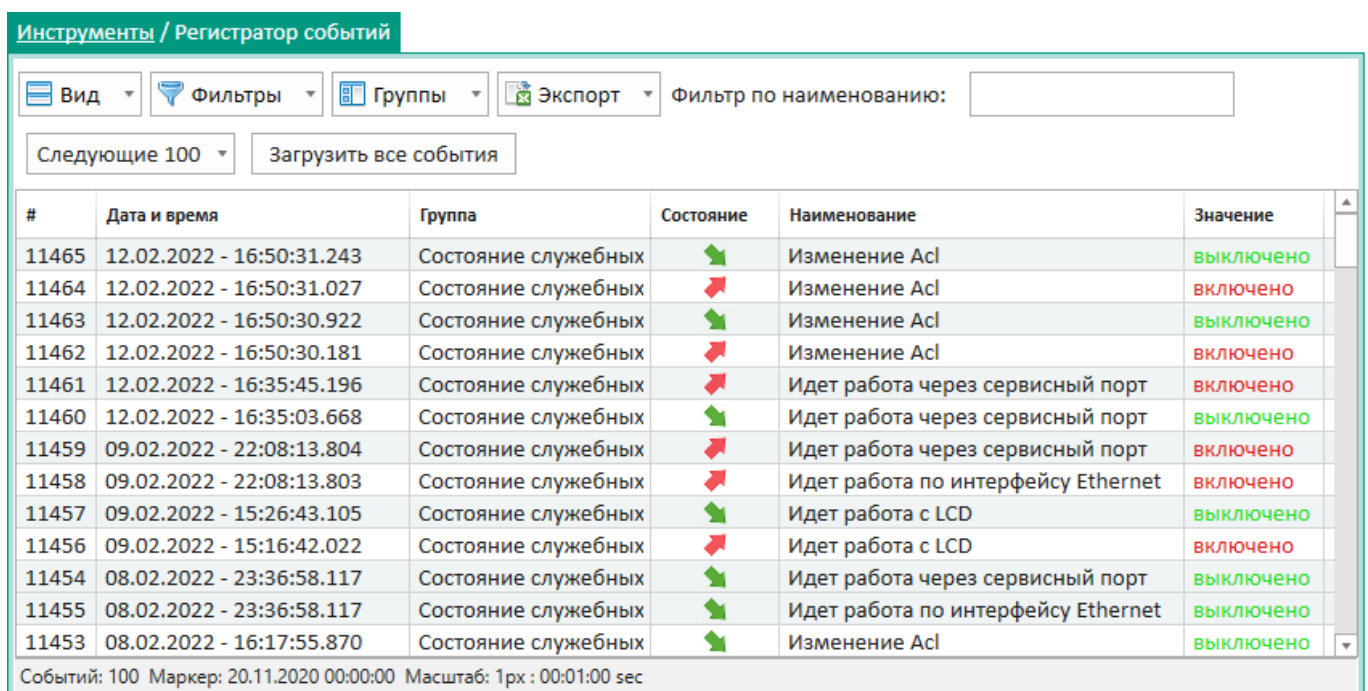 Инструменты / Регистратор событий
Вид Фильтры Группы Экспорт Фильтр по наименованию:
Следующие 100 Загрузить все события
# Дата и время Группа Состояние Наименование Значение
11465 12.02.2022 - 16:50:31.243 Состояние служебных Изменение Acl выключено
11464 12.02.2022 - 16:50:31.027 Состояние служебных Изменение Acl включено
11463 12.02.2022 - 16:50:30.922 Состояние служебных Изменение Acl выключено
11462 12.02.2022 - 16:50:30.181 Состояние служебных Изменение Acl включено
11461 12.02.2022 - 16:35:45.196 Состояние служебных Идет работа через сервисный порт включено
11460 12.02.2022 - 16:35:03.668 Состояние служебных Идет работа через сервисный порт выключено
11459 09.02.2022 - 22:08:13.804 Состояние служебных Идет работа через сервисный порт включено
11458 09.02.2022 - 22:08:13.803 Состояние служебных Идет работа по интерфейсу Ethernet включено
11457 09.02.2022 - 15:26:43.105 Состояние служебных Идет работа с LCD выключено
11456 09.02.2022 - 15:16:42.022 Состояние служебных Идет работа с LCD включено
11454 08.02.2022 - 23:36:58.117 Состояние служебных Идет работа через сервисный порт выключено
11455 08.02.2022 - 23:36:58.117 Состояние служебных Идет работа по интерфейсу Ethernet выключено
11453 08.02.2022 - 16:17:55.870 Состояние служебных Изменение Acl выключено
Событий: 100 Маркер: 20.11.2020 00:00:00 Масштаб: 1px : 00:01:00 sec